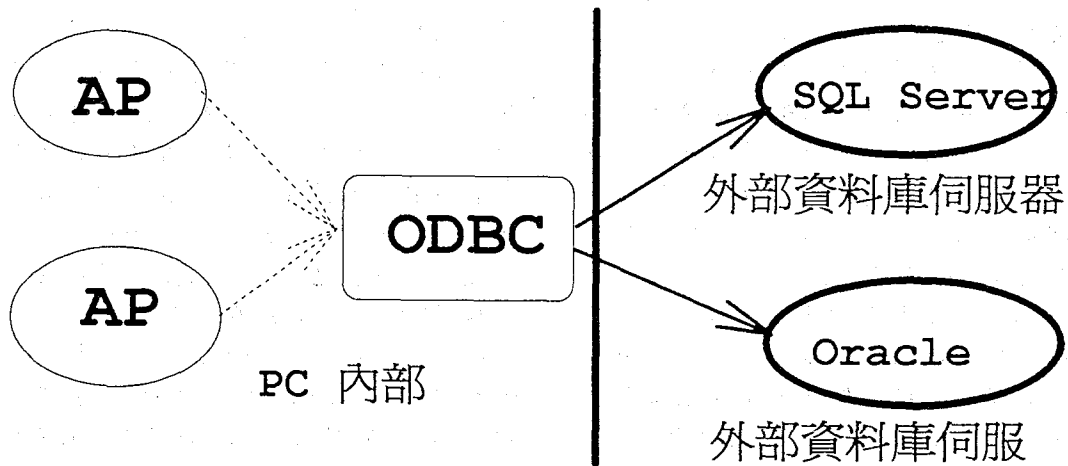 AP
SQL Server
外部資料庫伺服器
ODBC
AP
PC 內部
Oracle
外部資料庫伺服